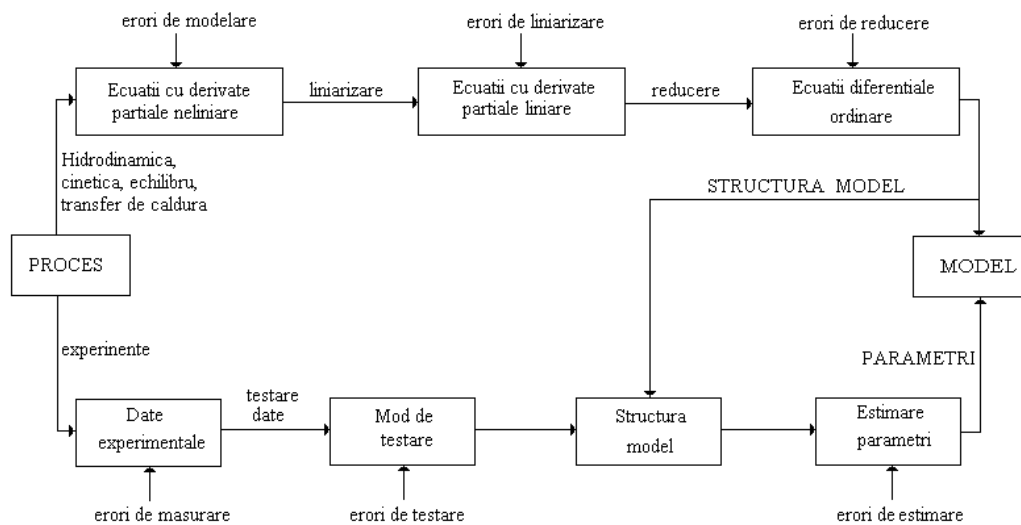 erori de modelare
erori de liniarizare
erori de reducere
Ecuatii cu derivate
partiale neliniare
liniarizare
Ecuatii cu derivate
partiale liniare
reducere
Ecuatii diferentiale
ordinare
Hidrodinamica,
cinetica, echilibru,
transfer de caldura
STRUCTURA MODEL
PROCES
MODEL
experimente
PARAMETRI
Date
experimentale
testare
date
Mod de
testare
Structura
model
Estimare
parametri
erori de masurare
erori de testare
erori de estimare